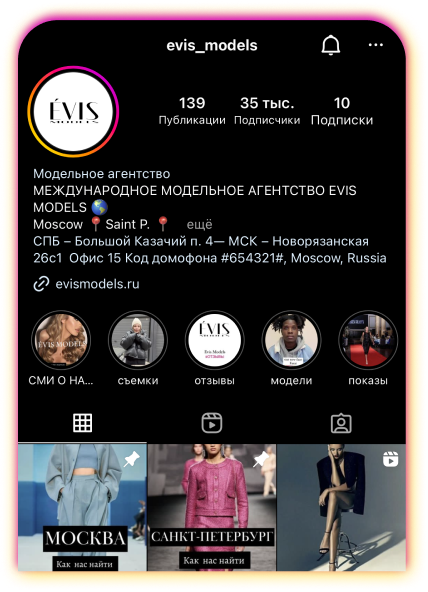 evis_models
ÉVIS
MODELS
139 35 тыс. 10
Публикации Подписчики Подписки
Модельное агентство
МЕЖДУНАРОДНОЕ МОДЕЛЬНОЕ АГЕНТСТВО EVIS
MODELS 🌎
Moscow 📍Saint P. 📍 ещё
СПБ – Большой Казачий п. 4— МСК – Новорязанская
26с1 Офис 15 Код домофона #654321#, Moscow, Russia
evismodels.ru
EVIS MODELS
ÉVIS
MODELS
Evis Models
СМИ О НА... съемки отзывы модели показы
МОСКВА САНКТ-ПЕТЕРБУРГ
Как нас найти Как нас найти